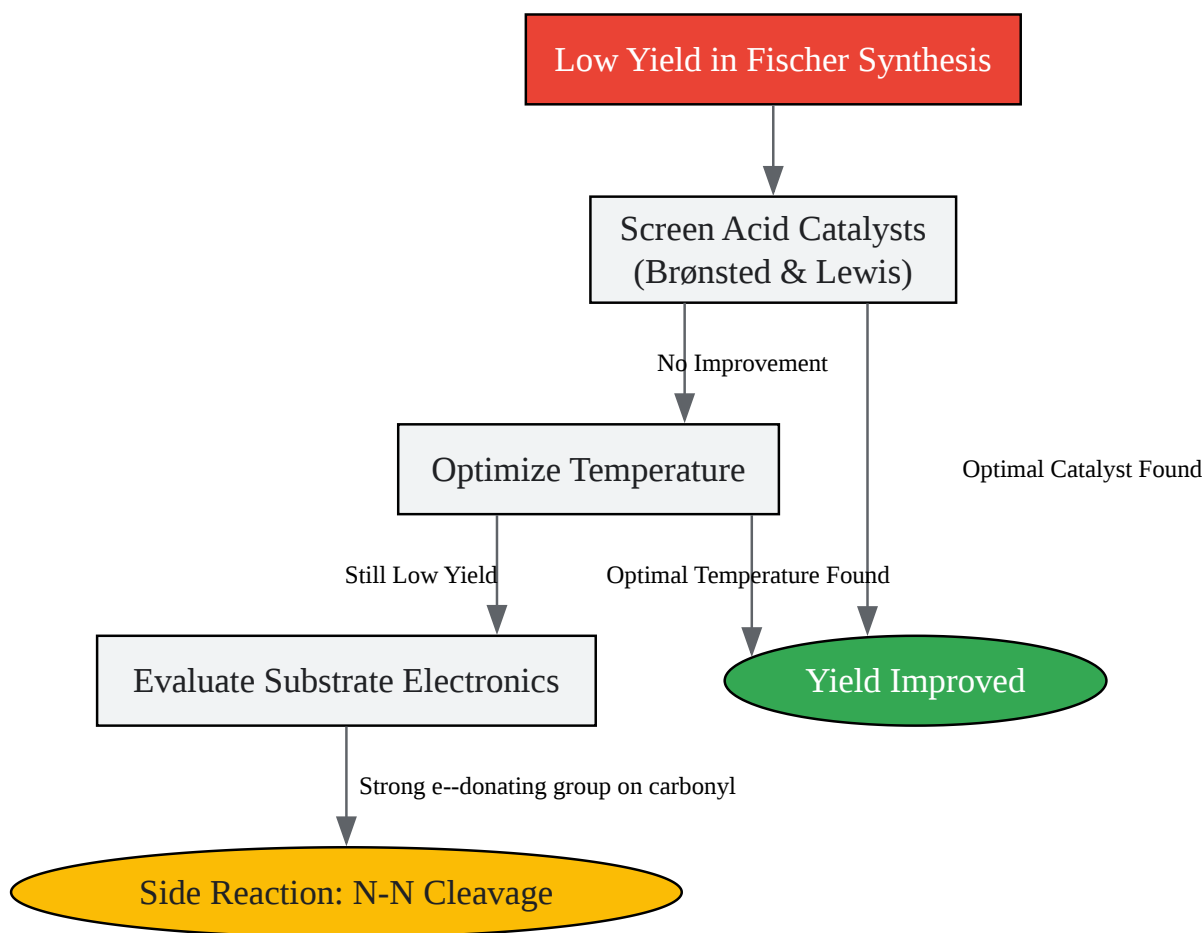 Low Yield in Fischer Synthesis
Screen Acid Catalysts
(Brønsted & Lewis)
No Improvement
Optimize Temperature
Optimal Catalyst Found
Still Low Yield
Optimal Temperature Found
Evaluate Substrate Electronics
Yield Improved
Strong e--donating group on carbonyl
Side Reaction: N-N Cleavage